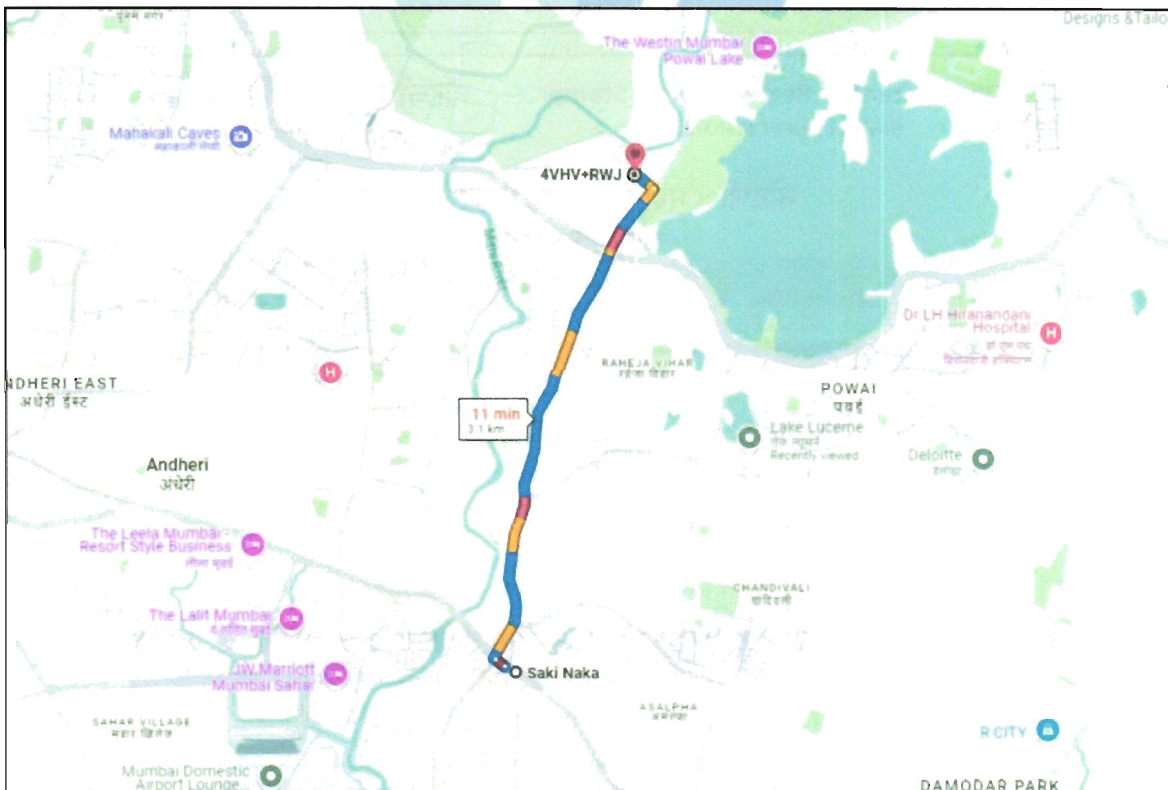 Designs &Tailo
The Westin Mumbai
Powai Lake
Mahakali Caves
4VHV+RWJ
Mithi River
Dr LH Hiranandani
Hospital
H
H
RAHEJA VIHAR
रहेजा विहार
NDHERI EAST
अंधेरी ईस्ट
POWAI
पवई
11 min
3.1 km
Lake Lucerne
Recently viewed
Deloitte
Andheri
अंधेरी
The Leela Mumbai -
Resort Style Business
लीला मुंबई
CHANDIVALI
चांदिवली
The Lalit Mumbai
द ललित मुंबई
JW Marriott
Mumbai Sahar
Saki Naka
ASALPHA
असल्फा
SAHAR VILLAGE
सहार व्हिलेज
R CITY
Mumbai Domestic
Airport Lounge...
DAMODAR PARK